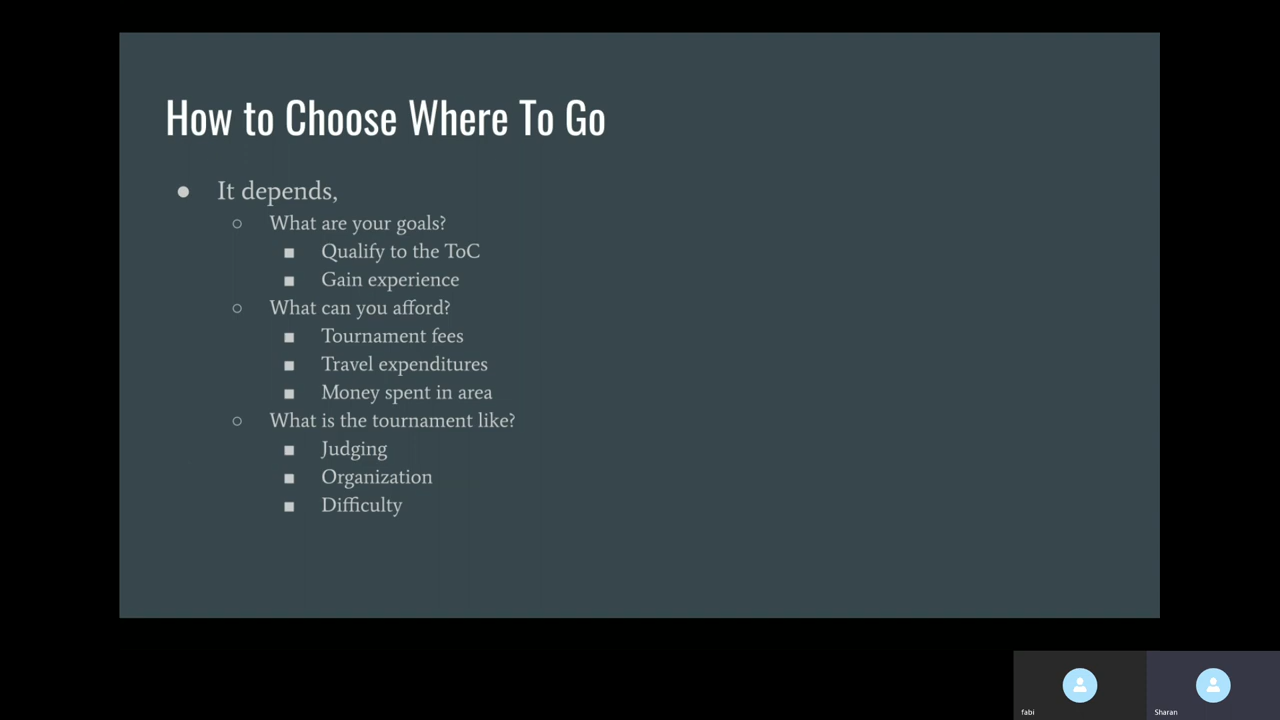 How to Choose Where To Go
It depends,
What are your goals?
Qualify to the ToC
Gain experience
What can you afford?
Tournament fees
Travel expenditures
Money spent in area
What is the tournament like?
Judging
Organization
Difficulty
fabi
Sharan